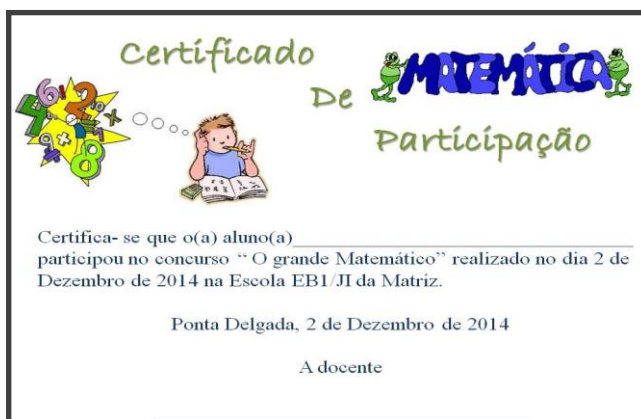 Certificado
MATEMÁTICA
De
Participação
Certifica- se que o(a) aluno(a)
participou no concurso “ O grande Matemático” realizado no dia 2 de
Dezembro de 2014 na Escola EB1/JI da Matriz.
Ponta Delgada, 2 de Dezembro de 2014
A docente